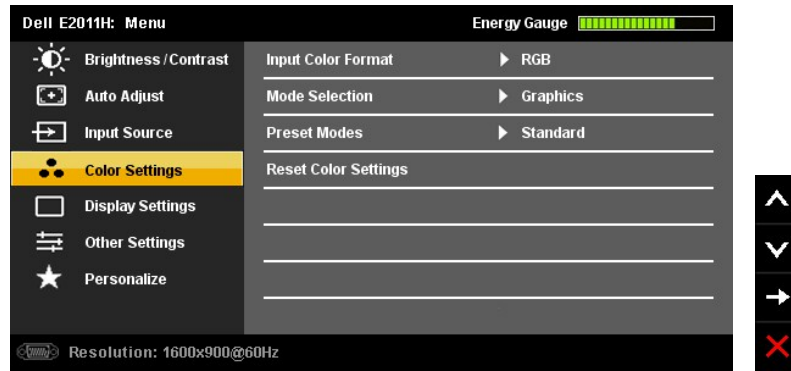 Dell E2011H: Menu
Energy Gauge
Brightness / Contrast
Input Color Format
RGB
Auto Adjust
Mode Selection
Graphics
Input Source
Preset Modes
Standard
Color Settings
Reset Color Settings
Display Settings
Other Settings
Personalize
Resolution: 1600x900@60Hz